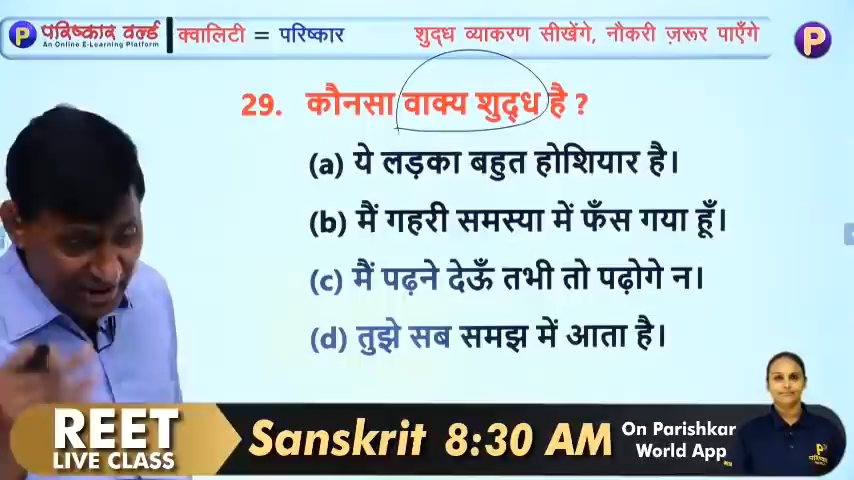 परिष्कार वर्ल्ड
An Online E-Learning Platform
क्वालिटी = परिष्कार
शुद्ध व्याकरण सीखेंगे, नौकरी ज़रूर पाएँगे
P
P
29. कौनसा वाक्य शुद्ध है ?
(a) ये लड़का बहुत होशियार है।
(b) मैं गहरी समस्या में फँस गया हूँ।
(c) मैं पढ़ने देऊँ तभी तो पढ़ोगे न।
(d) तुझे सब समझ में आता है।
REET
LIVE CLASS
Sanskrit 8:30 AM
On Parishkar
World App